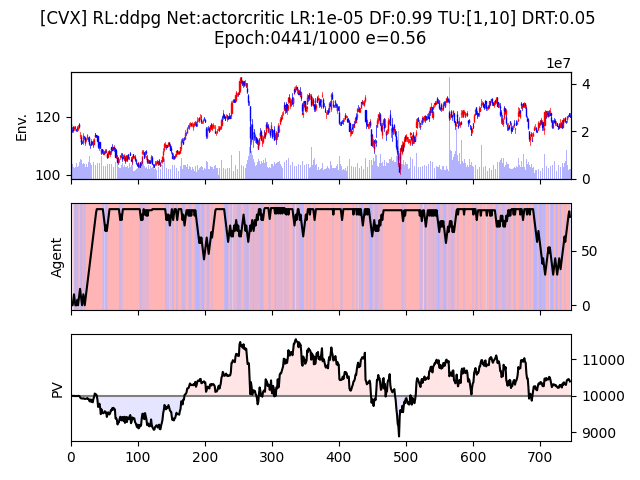 [CVX] RL:ddpg Net:actorcritic LR:1e-05 DF:0.99 TU:[1,10] DRT:0.05
Epoch:0441/1000 e=0.56
1e7
Env.
120
100
4
2
0
Agent
50
0
PV
11000
10000
9000
0 100 200 300 400 500 600 700